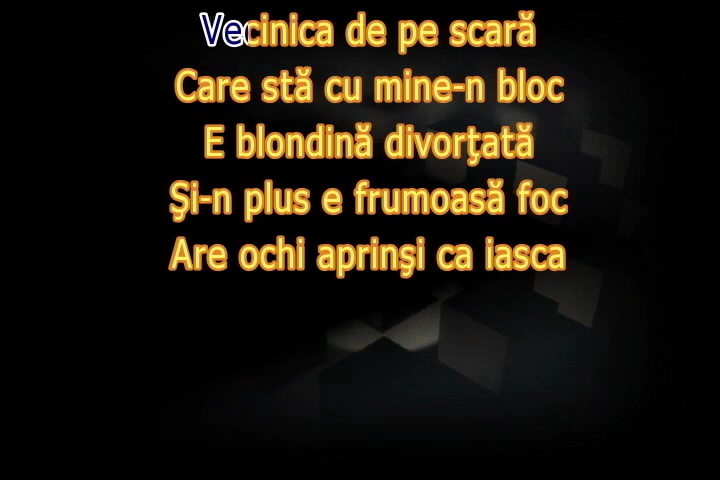 Vecinica de pe scară
Care stă cu mine-n bloc
E blondină divorţată
Şi-n plus e frumoasă foc
Are ochi aprinşi ca iasca